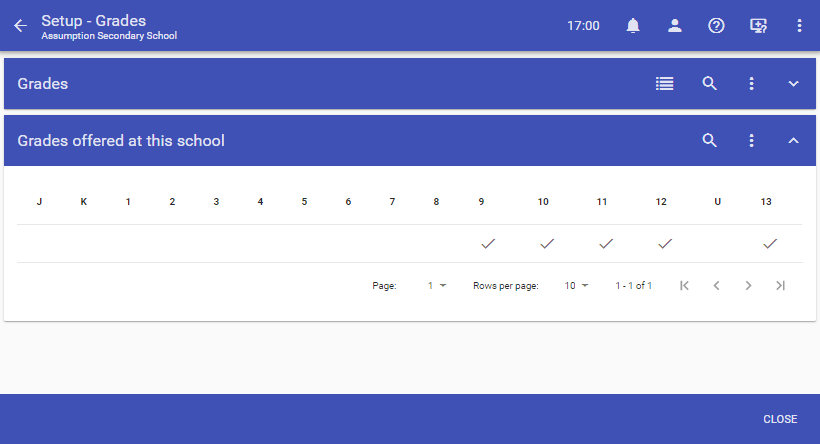 Setup - Grades
Assumption Secondary School
17:00
Grades
Grades offered at this school
J K 1 2 3 4 5 6 7 8 9 10 11 12 U 13
Page: 1 Rows per page: 10 1 - 1 of 1
CLOSE